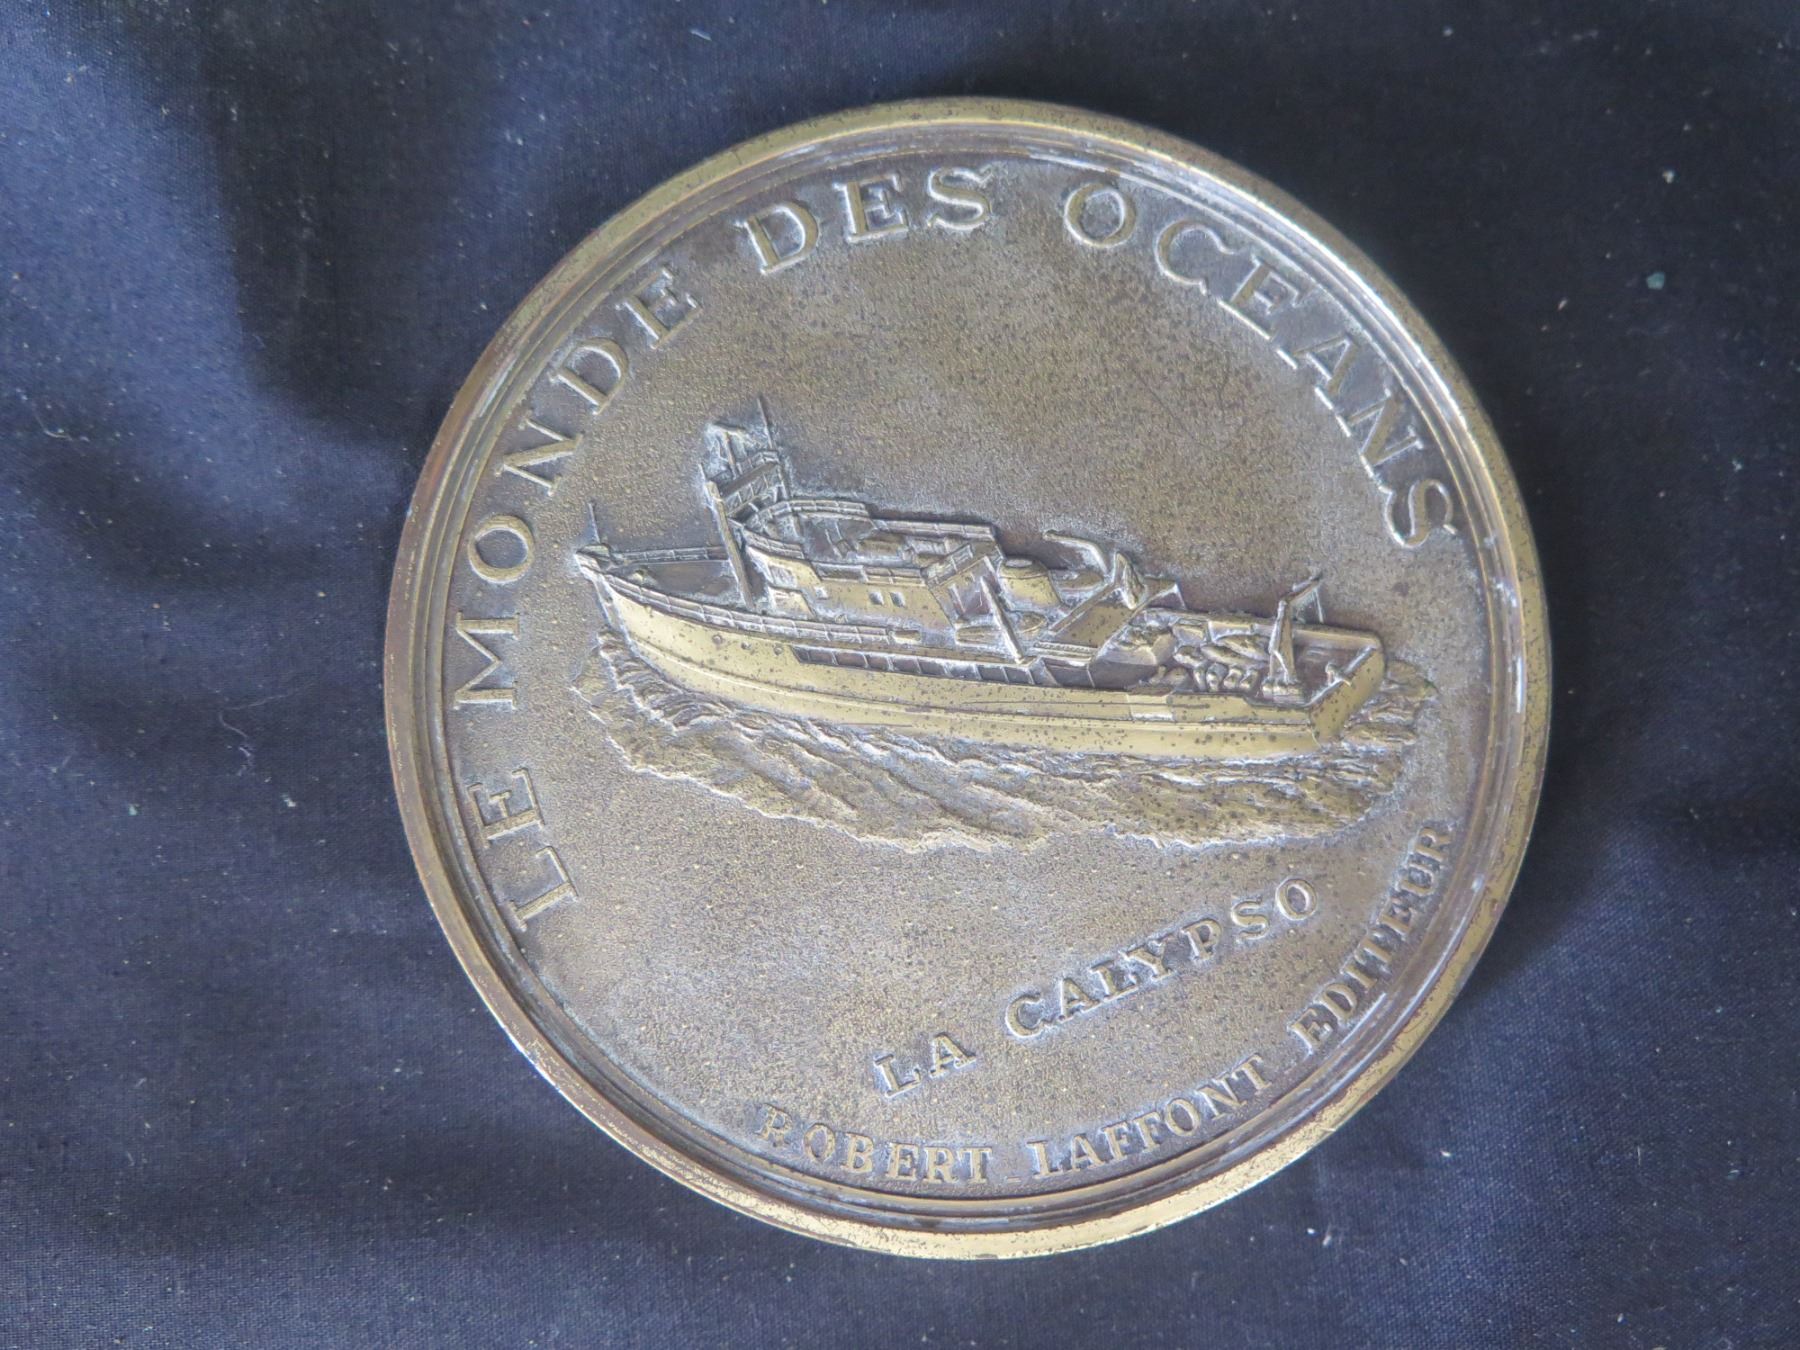 LE MONDE DES OCEANS
LA CALYPSO
ROBERT LAFFONT EDITEUR